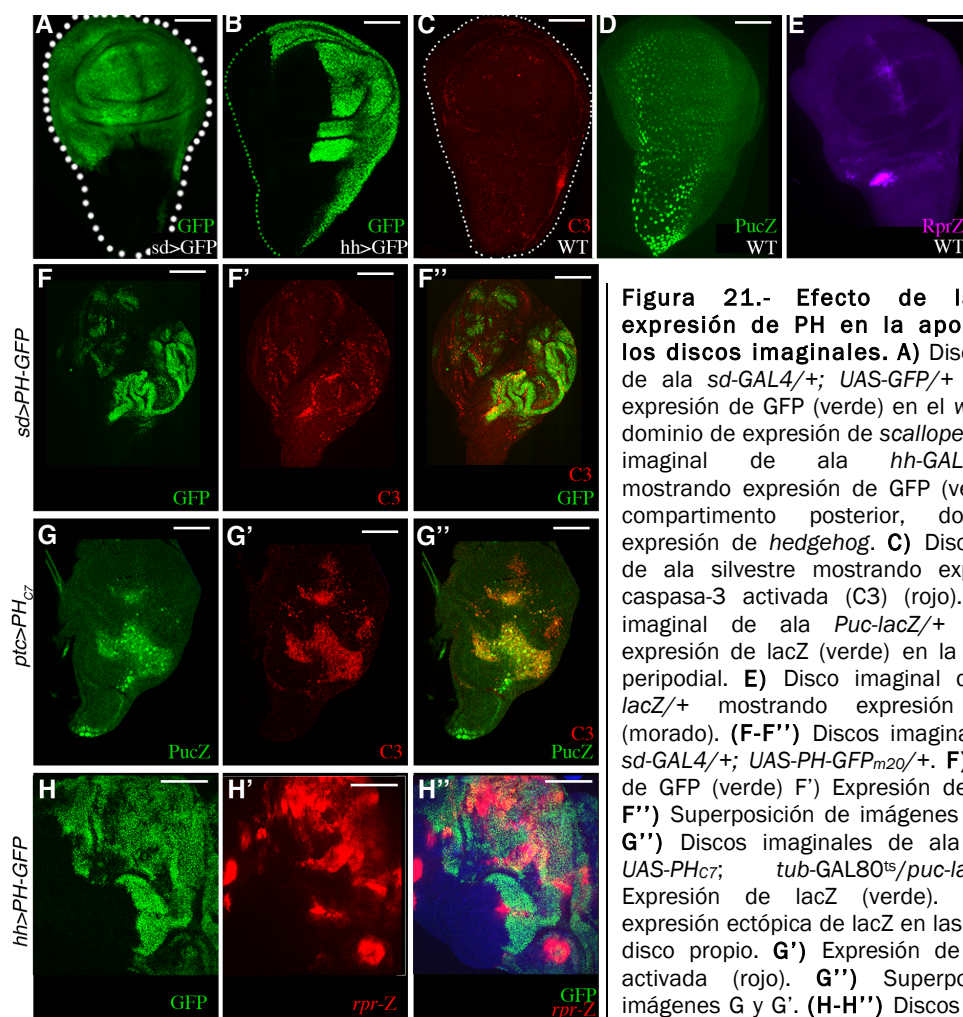 A
GFP
sd>GFP
B
GFP
hh>GFP
C
C3
WT
D
PucZ
WT
E
RprZ
WT
sd>PH-GFP
F
GFP
F'
C3
F''
C3
GFP
ptc>PHC7
G
PucZ
G'
C3
G''
C3
PucZ
hh>PH-GFP
H
GFP
H'
rpr-Z
H''
GFP
rpr-Z
Figura 21.- Efecto de l
expresión de PH en la apo
los discos imaginales. A) Disc
de ala sd-GAL4/+; UAS-GFP/+
expresión de GFP (verde) en el w
dominio de expresión de scallope
imaginal de ala hh-GAL
mostrando expresión de GFP (ve
compartimento posterior, do
expresión de hedgehog. C) Disc
de ala silvestre mostrando exp
caspasa-3 activada (C3) (rojo).
imaginal de ala Puc-lacZ/+
expresión de lacZ (verde) en la
peripodial. E) Disco imaginal d
lacZ/+ mostrando expresión
(morado). (F-F'') Discos imagina
sd-GAL4/+; UAS-PH-GFPm20/+. F)
de GFP (verde) F') Expresión de
F'') Superposición de imágenes
G'') Discos imaginales de ala
UAS-PHC7; tub-GAL80ts/puc-la
Expresión de lacZ (verde).
expresión ectópica de lacZ en las
disco propio. G') Expresión de
activada (rojo). G'') Superpo
imágenes G y G'. (H-H'') Discos